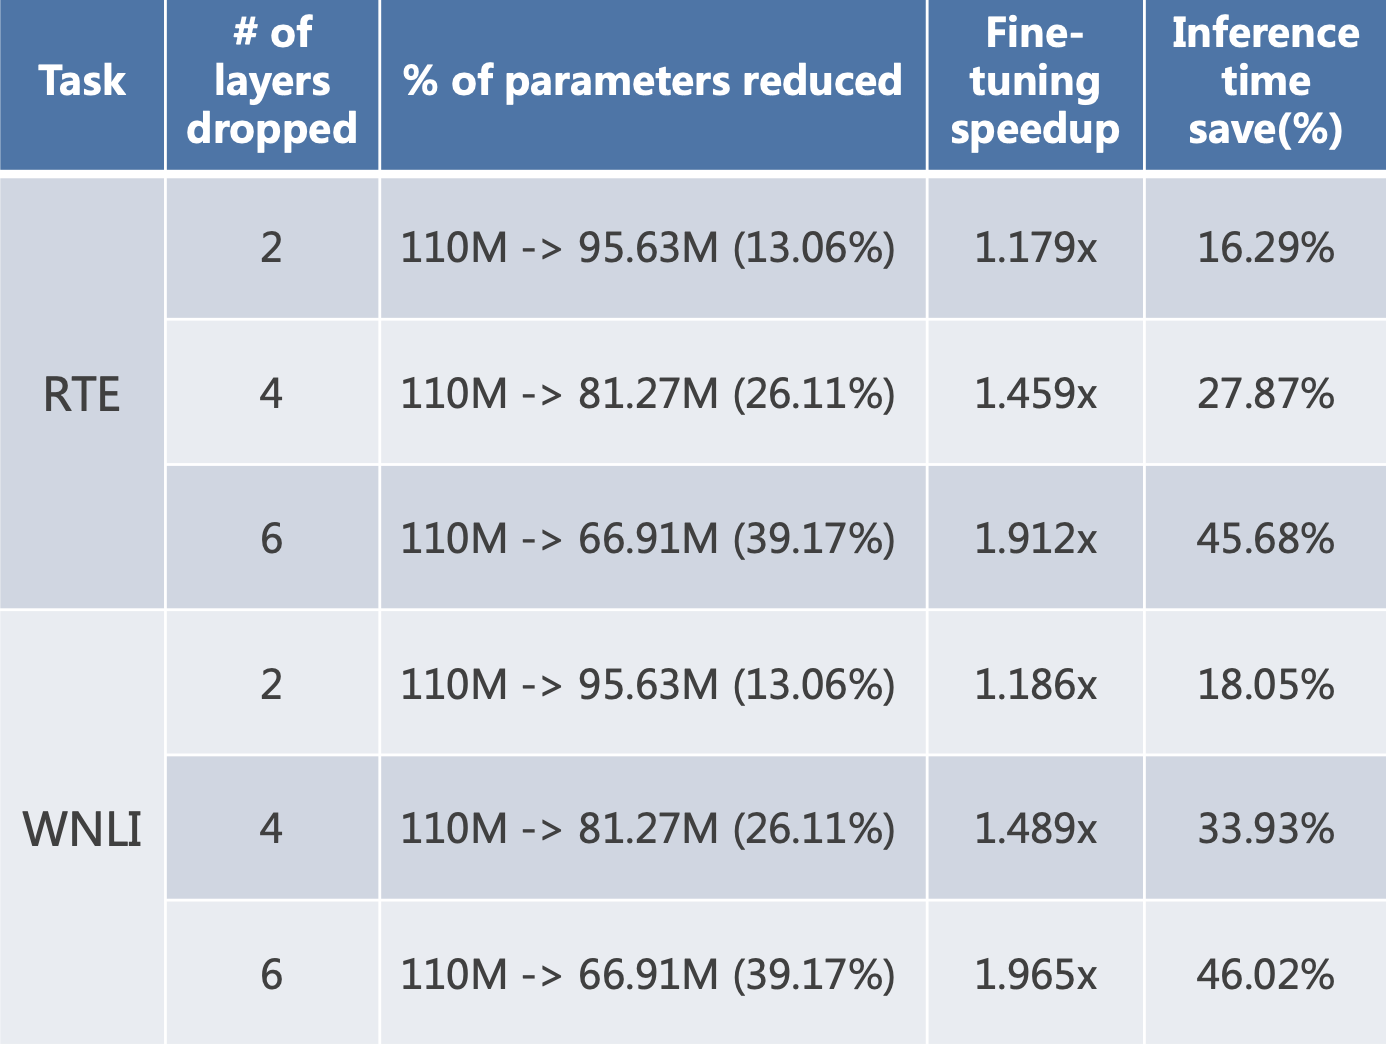 Task
# of
layers
dropped
% of parameters reduced
Fine-
tuning
speedup
Inference
time
save(%)
RTE
2
110M -> 95.63M (13.06%)
1.179x
16.29%
4
110M -> 81.27M (26.11%)
1.459x
27.87%
6
110M -> 66.91M (39.17%)
1.912x
45.68%
WNLI
2
110M -> 95.63M (13.06%)
1.186x
18.05%
4
110M -> 81.27M (26.11%)
1.489x
33.93%
6
110M -> 66.91M (39.17%)
1.965x
46.02%